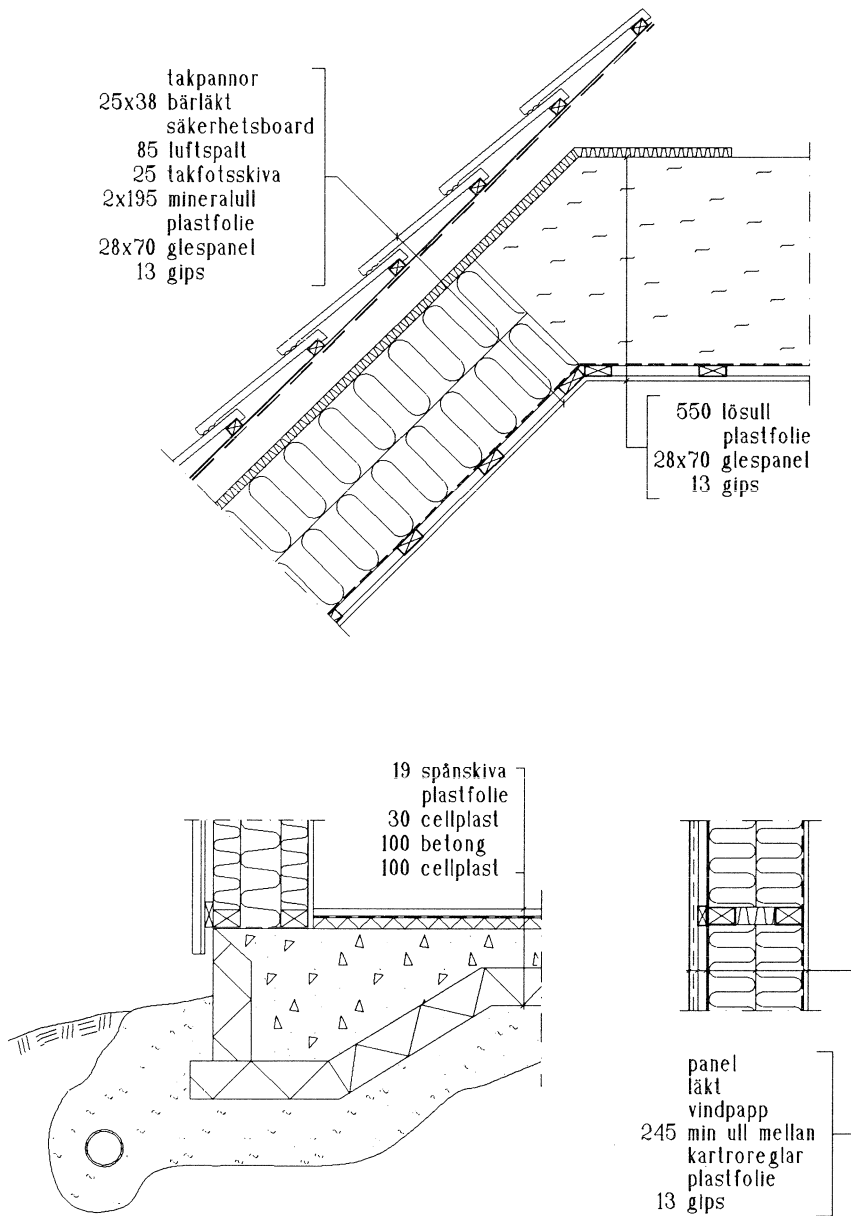 takpannor
25x38 bärläkt
säkerhetsboard
85 luftspalt
25 takfotsskiva
2x195 mineralull
plastfolie
28x70 glespanel
13 gips
550 lösull
plastfolie
28x70 glespanel
13 gips
19 spånskiva
plastfolie
30 cellplast
100 betong
100 cellplast
panel
läkt
vindpapp
245 min ull mellan
kartroreglar
plastfolie
13 gips